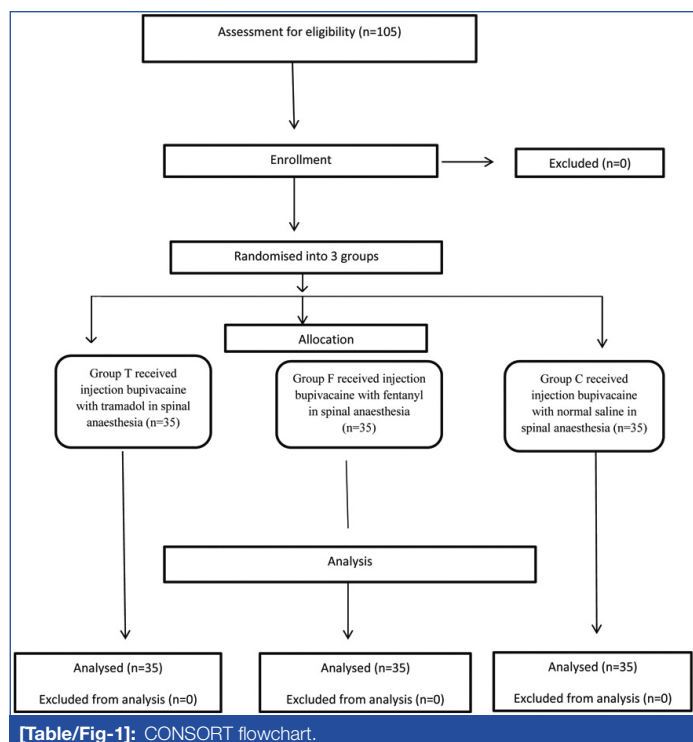 Assessment for eligibility (n=105)
Enrollment
Excluded (n=0)
Randomised into 3 groups
Allocation
Group T received
injection bupivacaine
with tramadol in spinal
anaesthesia (n=35)
Group F received injection
bupivacaine with fentanyl
in spinal anaesthesia
(n=35)
Group C received
injection bupivacaine
with normal saline in
spinal anaesthesia (n=35)
Analysis
Analysed (n=35)
Excluded from analysis (n=0)
Analysed (n=35)
Excluded from analysis (n=0)
Analysed (n=35)
Excluded from analysis (n=0)
[Table/Fig-1]: CONSORT flowchart.